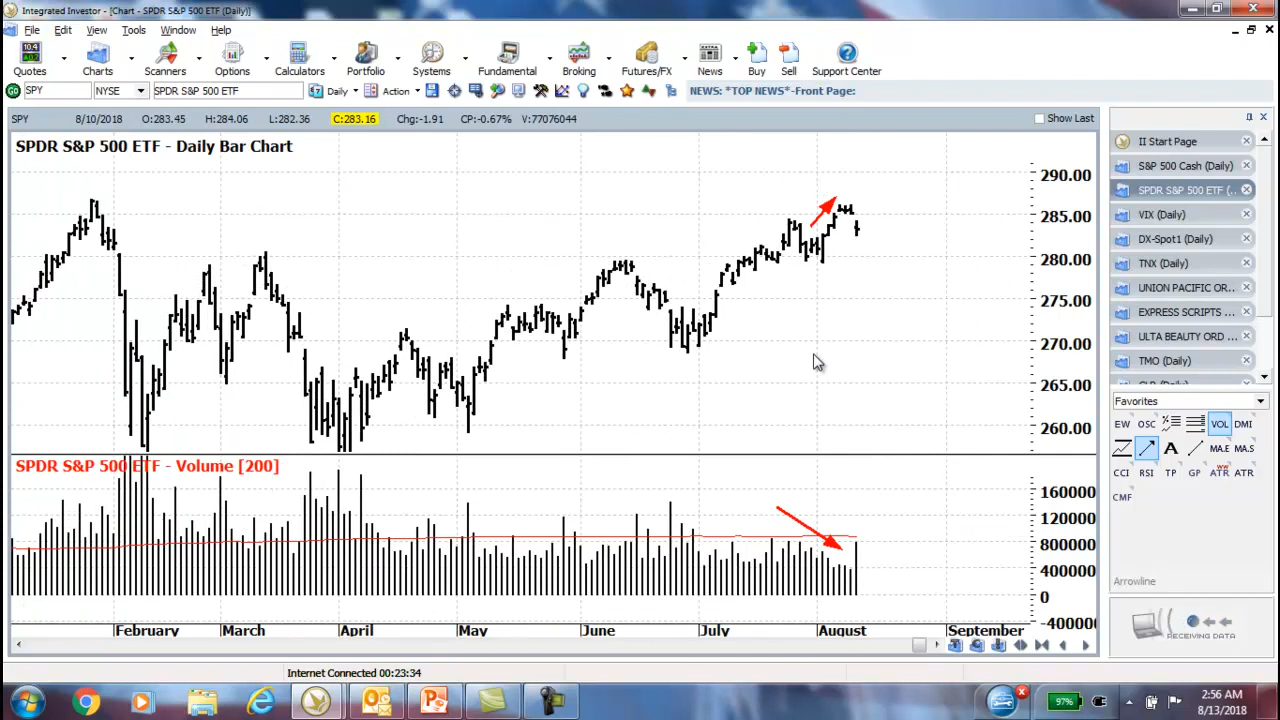 Integrated Investor - [Chart - SPDR S&P 500 ETF (Daily)]
File Edit View Tools Window Help
Quotes Charts Scanners Options Calculators Portfolio Systems Fundamental Broking Futures/FX News Buy Sell Support Center
Go SPY NYSE SPDR S&P 500 ETF Daily Action NEWS: *TOP NEWS*-Front Page:
SPY 8/10/2018 O:283.45 H:284.06 L:282.36 C:283.16 Chg:-1.91 CP:-0.67% V:77076044 Show Last
SPDR S&P 500 ETF - Daily Bar Chart
290.00
285.00
280.00
275.00
270.00
265.00
260.00
SPDR S&P 500 ETF - Volume [200]
160000
120000
800000
400000
0
-400000
February March April May June July August September
II Start Page
S&P 500 Cash (Daily)
SPDR S&P 500 ETF (...
VIX (Daily)
DX-Spot1 (Daily)
TNX (Daily)
UNION PACIFIC OR...
EXPRESS SCRIPTS ...
ULTA BEAUTY ORD ...
TMO (Daily)
Favorites
EW OSC VOL DMI
A MA.E MA.S
CCI RSI TP GP ATR ATR
CMF
Arrowline
RECEIVING DATA
Internet Connected 00:23:34
97%
2:56 AM
8/13/2018